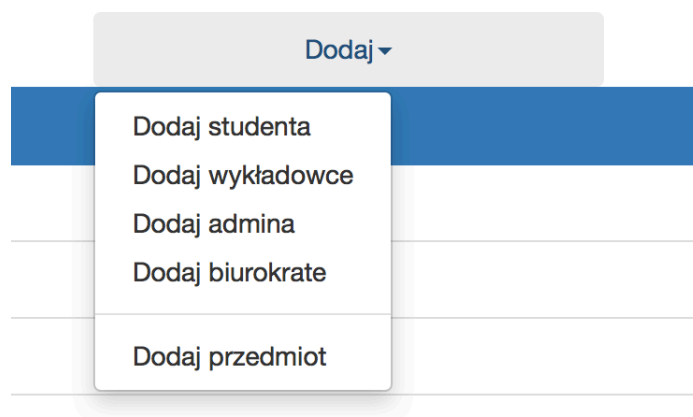 Dodaj
Dodaj studenta
Dodaj wykładowce
Dodaj admina
Dodaj biurokrate
Dodaj przedmiot